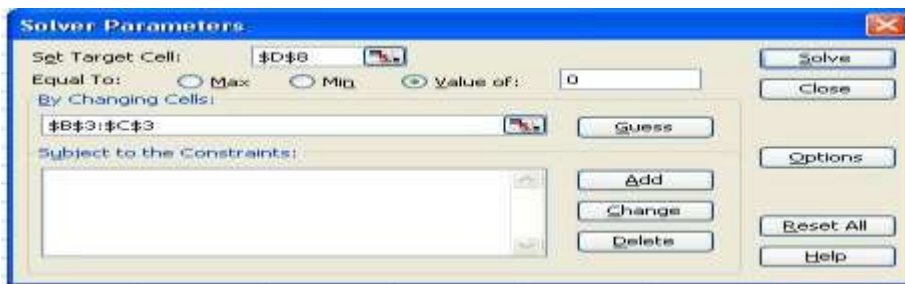 Solver Parameters
Set Target Cell: $D$8 Solve
Equal To: Max Min Value of: 0 Close
By Changing Cells:
$B$3:$C$3 Guess
Subject to the Constraints: Options
Add
Change
Reset All
Delete
Help